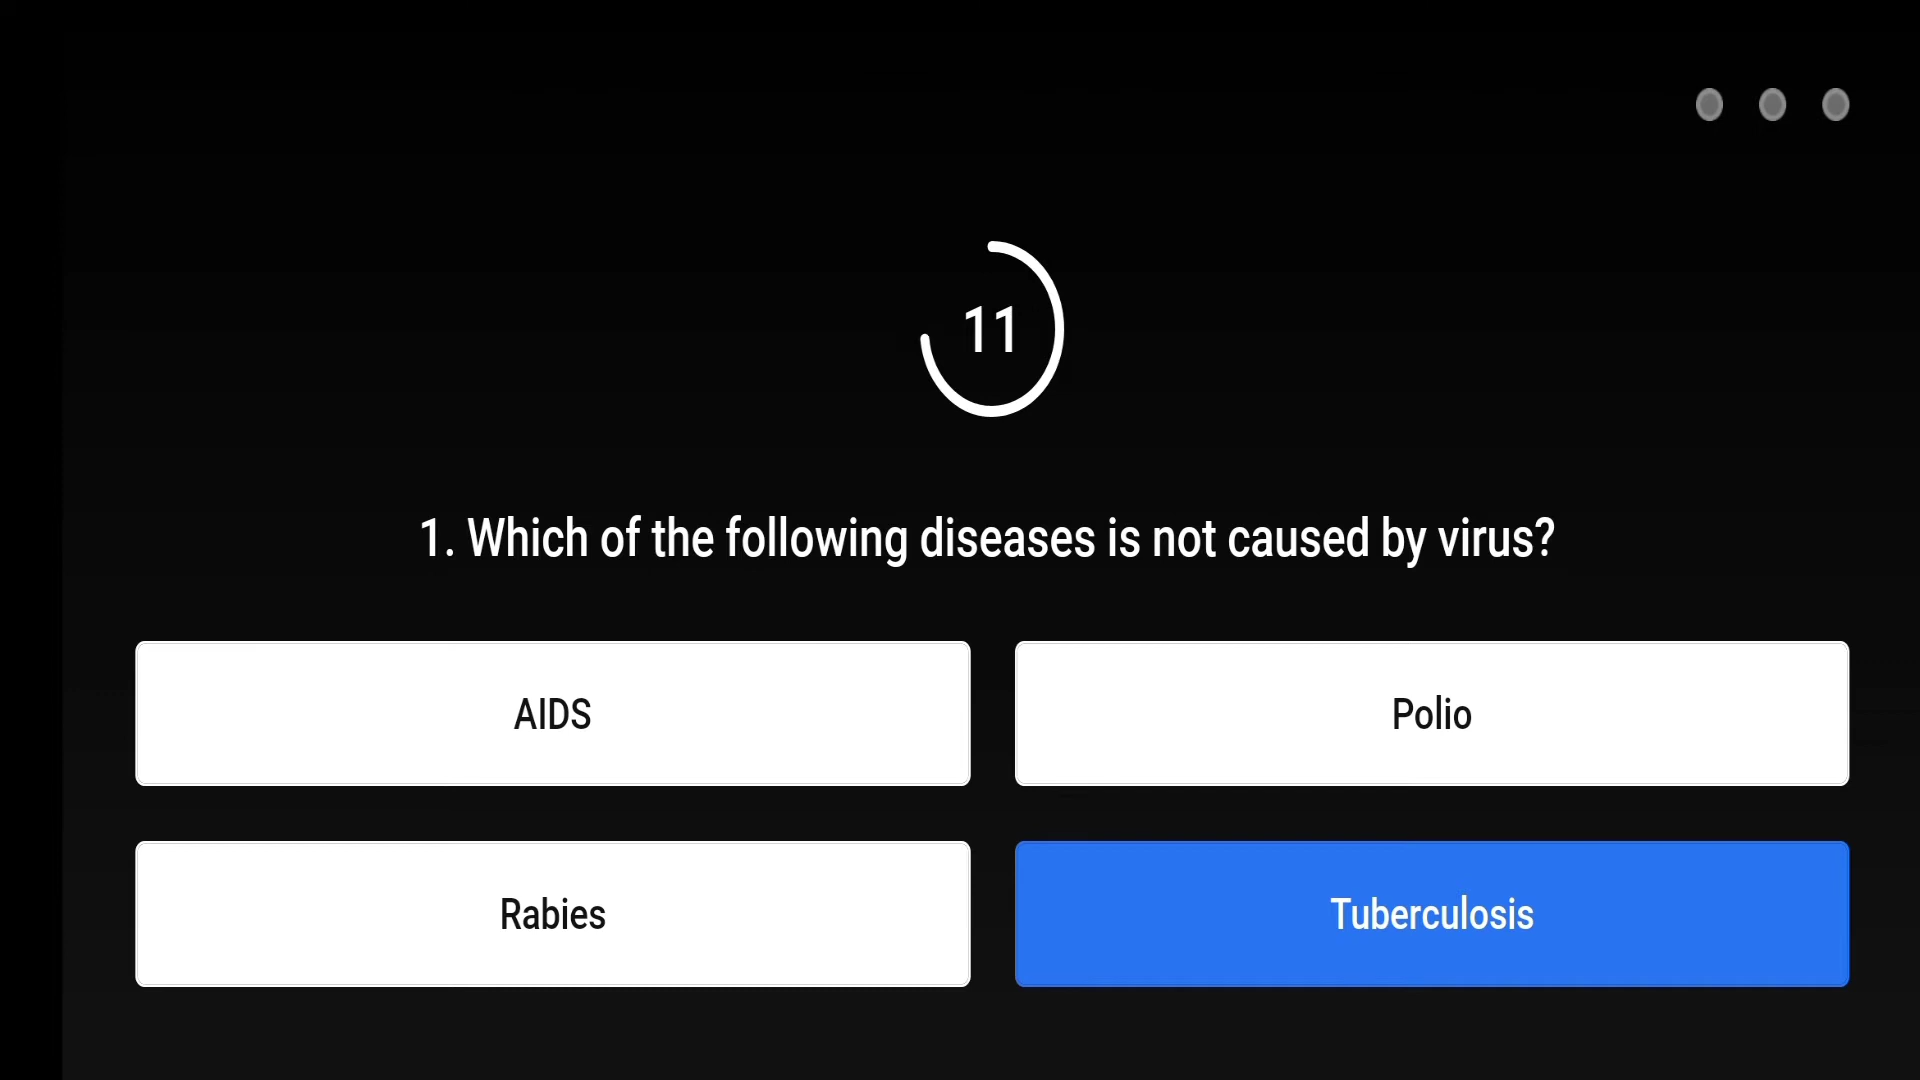 11
1. Which of the following diseases is not caused by virus?
AIDS
Polio
Rabies
Tuberculosis